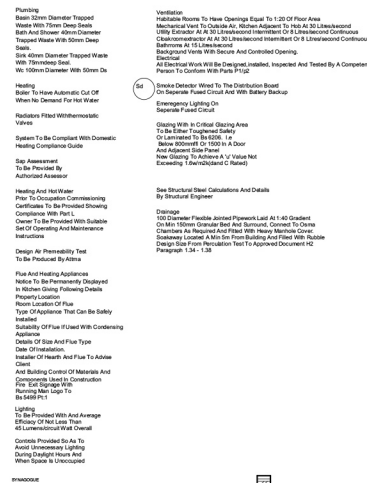 Plumbing
Basin 32mm Diameter Trapped
Waste With 75mm Deep Seals
Bath And Shower 40mm Diameter
Trapped Waste With 50mm Deep
Seals.
Sink 40mm Diameter Trapped Waste
With 75mmdeep Seal.
Wc 100mm Diameter With 50mm Ds
Heating
Boiler To Have Automatic Cut Off
When No Demand For Hot Water
Radiators Fitted Withthermostatic
Valves
System To Be Compliant With Domestic
Heating Compliance Guide
Sap Assessment
To Be Provided By
Authorized Assessor
Heating And Hot Water
Prior To Occupation Commissioning
Certificates To Be Provided Showing
Compliance With Part L
Owner To Be Provided With Suitable
Set Of Operating And Maintenance
Instructions
Design Air Premeability Test
To Be Produced By Attma
Flue And Heating Appliances
Notice To Be Permanently Displayed
In Kitchen Giving Following Details
Property Location
Room Location Of Flue
Type Of Appliance That Can Be Safely
Installed
Suitability Of Flue If Used With Condensing
Appliance
Details Of Size And Flue Type
Date Of Installation.
Installer Of Hearth And Flue To Advise
Client
And Building Control Of Materials And
Components Used In Construction
Fire Exit Signage With
Running Man Logo To
Bs 5499 Pt:1
Lighting
To Be Provided With And Average
Efficacy Of Not Less Than
45 Lumens/circuit Watt Overall
Controls Provided So As To
Avoid Unnecessary Lighting
During Daylight Hours And
When Space Is Unoccupied
SYNAGOGUE
Ventilation
Habitable Rooms To Have Openings Equal To 1:20 Of Floor Area
Mechanical Vent To Outside Air, Kitchen Adjacent To Hob At 30 Litres/second
Utility Extractor At At 30 Litres/second Intermittent Or 8 Litres/second Continuous
Cloakroomextractor At At 30 Litres/second Intermittent Or 8 Litres/second Continuou
Bathrooms At 15 Litres/second
Background Vents With Secure And Controlled Opening.
Electrical
All Electrical Work Will Be Designed,installed, Inspected And Tested By A Competen
Person To Conform With Parts P1/p2
Sd
Smoke Detector Wired To The Distribution Board
On Seperate Fused Circuit And With Battery Backup
Emeregency Lighting On
Seperate Fused Circuit
Glazing With In Critical Glazing Area
To Be Either Toughened Safety
Or Laminated To Bs 6206. I.e
Below 800mmffl Or 1500 In A Door
And Adjacent Side Panel
New Glazing To Achieve A 'u' Value Not
Exceeding 1.6w/m2k(dand C Rated)
See Structural Steel Calculations And Details
By Structural Engineer
Drainage
100 Diameter Flexible Jointed Pipework Laid At 1:40 Gradient
On Min 150mm Granular Bed And Surround, Connect To Osma
Chambers As Required And Fitted With Heavy Manhole Cover.
Soakaway Located A Min 5m From Building And Filled With Rubble
Design Size From Perculation Test To Approved Document H2
Paragraph 1.34 - 1.38